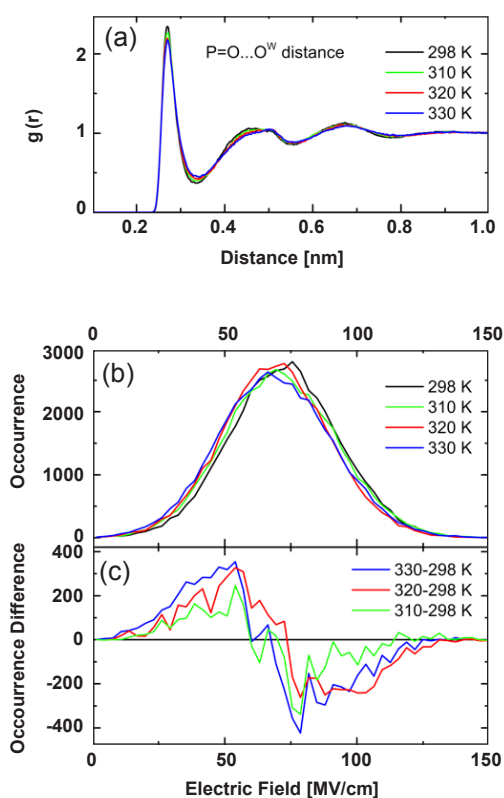 (a)
P=O...O^W distance
298 K
310 K
320 K
330 K
g (r)
2
1
0
0.2 0.4 0.6 0.8 1.0
Distance [nm]
0 50 100 150
(b)
298 K
310 K
320 K
330 K
Occourrence
3000
2000
1000
0
(c)
330-298 K
320-298 K
310-298 K
Occourrence Difference
400
200
0
-200
-400
0 50 100 150
Electric Field [MV/cm]